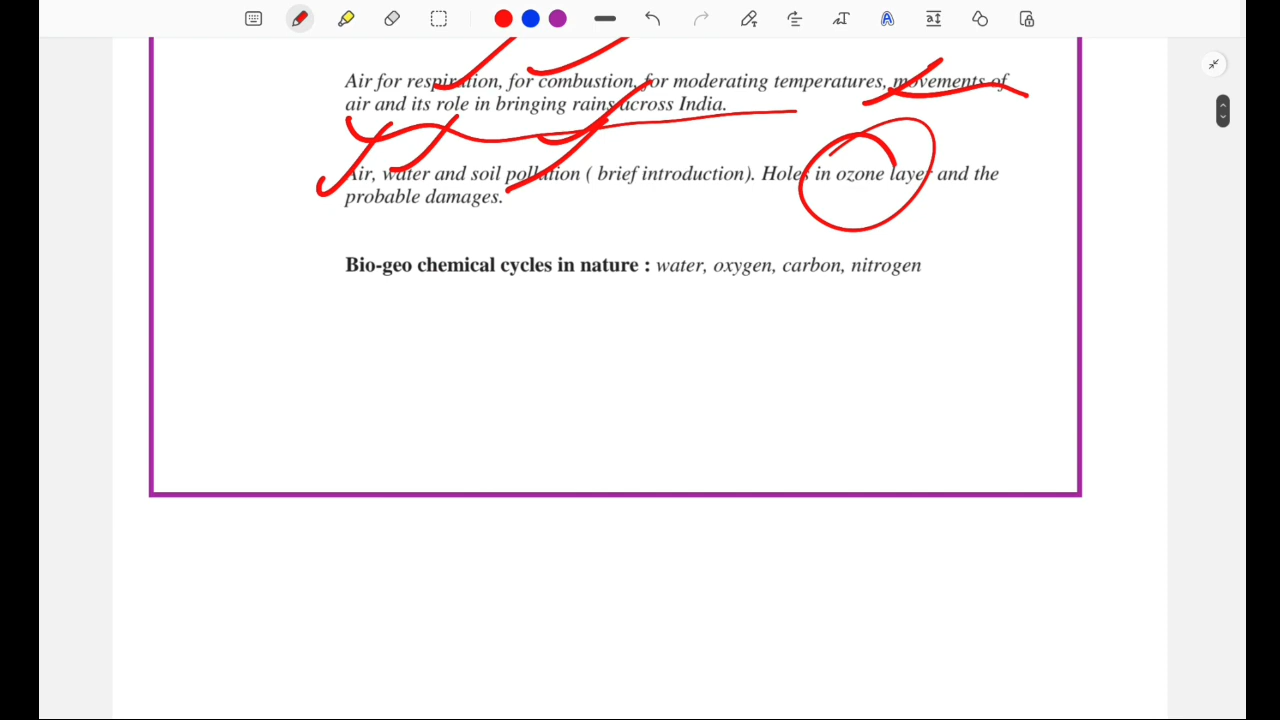 Air for respiration, for combustion, for moderating temperatures, movements of
air and its role in bringing rains across India.
Air, water and soil pollution ( brief introduction). Holes in ozone layer and the
probable damages.
Bio-geo chemical cycles in nature : water, oxygen, carbon, nitrogen